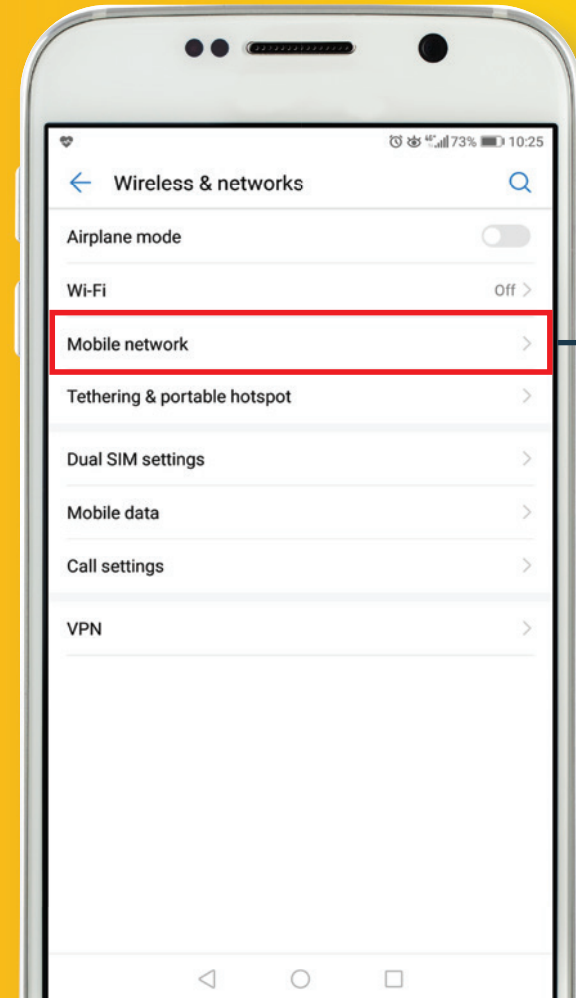 73% 10:25
Wireless & networks
Airplane mode
Wi-Fi Off
Mobile network
Tethering & portable hotspot
Dual SIM settings
Mobile data
Call settings
VPN